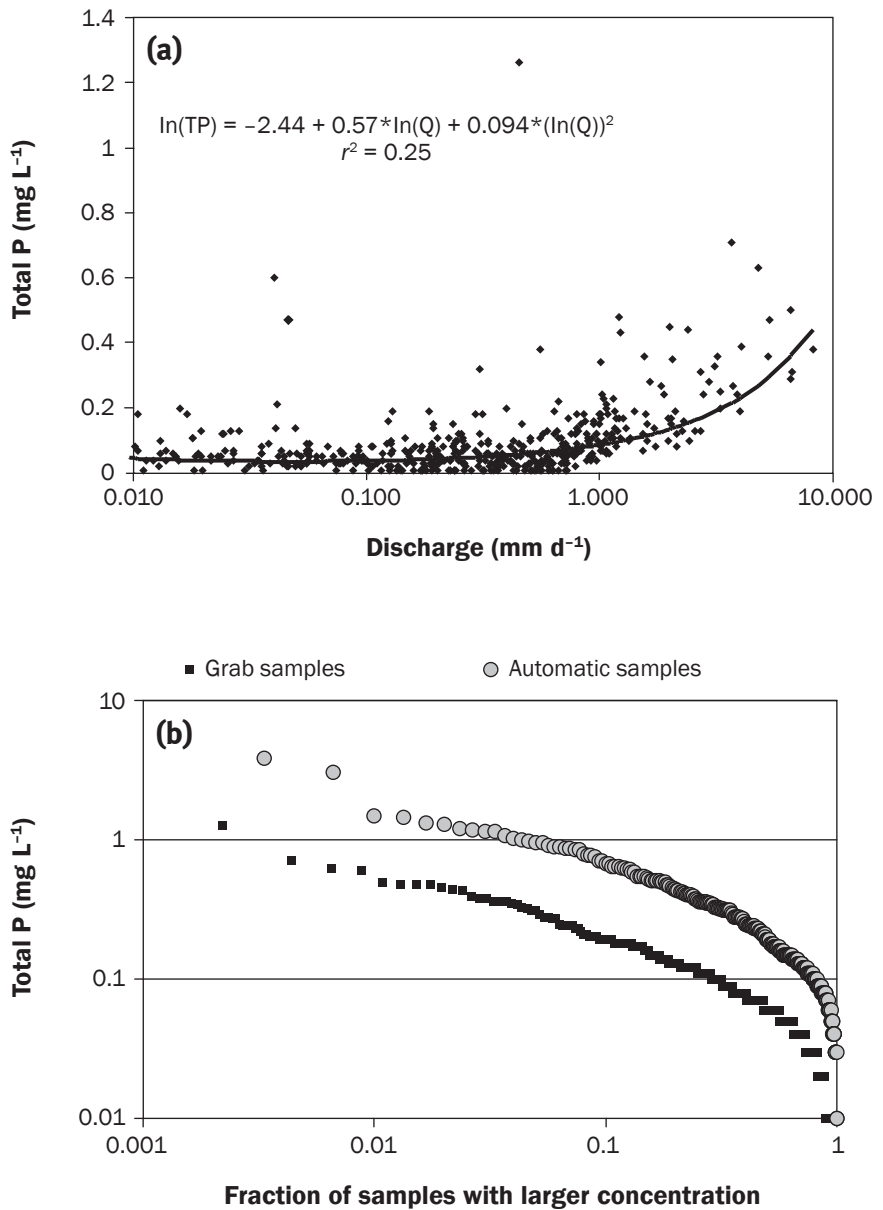 (a)
1.4
1.2
1
0.8
0.6
0.4
0.2
0
Total P (mg L⁻¹)
ln(TP) = –2.44 + 0.57*ln(Q) + 0.094*(ln(Q))²
r² = 0.25
0.010 0.100 1.000 10.000
Discharge (mm d⁻¹)
Grab samples Automatic samples
(b)
10
1
0.1
0.01
Total P (mg L⁻¹)
0.001 0.01 0.1 1
Fraction of samples with larger concentration